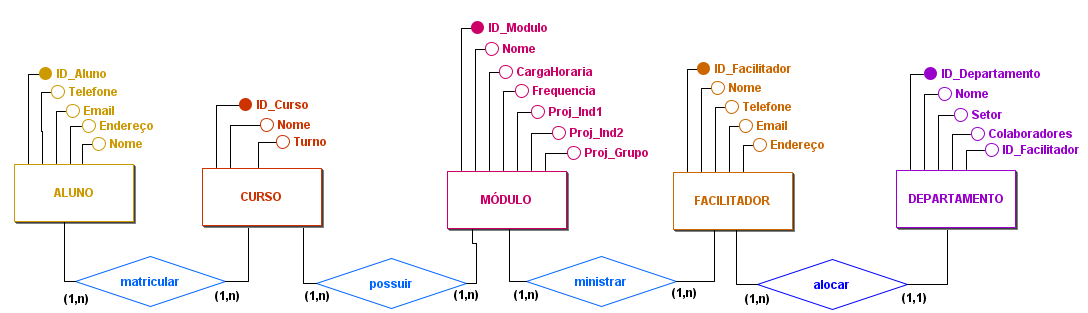 ID_Aluno
Telefone
Email
Endereço
Nome
ALUNO
ID_Curso
Nome
Turno
CURSO
ID_Modulo
Nome
CargaHoraria
Frequencia
Proj_Ind1
Proj_Ind2
Proj_Grupo
MÓDULO
ID_Facilitador
Nome
Telefone
Email
Endereço
FACILITADOR
ID_Departamento
Nome
Setor
Colaboradores
ID_Facilitador
DEPARTAMENTO
matricular
(1,n)
(1,n)
possuir
(1,n)
(1,n)
ministrar
(1,n)
(1,n)
alocar
(1,n)
(1,1)